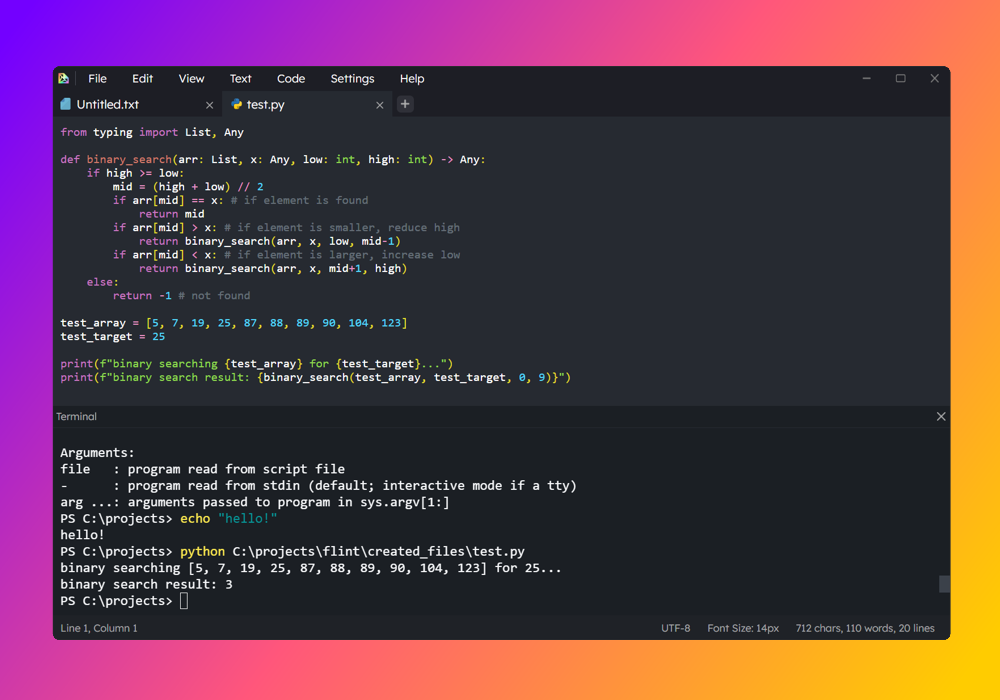 File Edit View Text Code Settings Help
Untitled.txt test.py
from typing import List, Any
def binary_search(arr: List, x: Any, low: int, high: int) -> Any:
    if high >= low:
        mid = (high + low) // 2
        if arr[mid] == x: # if element is found
            return mid
        if arr[mid] > x: # if element is smaller, reduce high
            return binary_search(arr, x, low, mid-1)
        if arr[mid] < x: # if element is larger, increase low
            return binary_search(arr, x, mid+1, high)
    else:
        return -1 # not found
test_array = [5, 7, 19, 25, 87, 88, 89, 90, 104, 123]
test_target = 25
print(f"binary searching {test_array} for {test_target}...")
print(f"binary search result: {binary_search(test_array, test_target, 0, 9)}")
Terminal
Arguments:
file   : program read from script file
-      : program read from stdin (default; interactive mode if a tty)
arg ...: arguments passed to program in sys.argv[1:]
PS C:\projects> echo "hello!"
hello!
PS C:\projects> python C:\projects\flint\created_files\test.py
binary searching [5, 7, 19, 25, 87, 88, 89, 90, 104, 123] for 25...
binary search result: 3
PS C:\projects>
Line 1, Column 1 UTF-8 Font Size: 14px 712 chars, 110 words, 20 lines